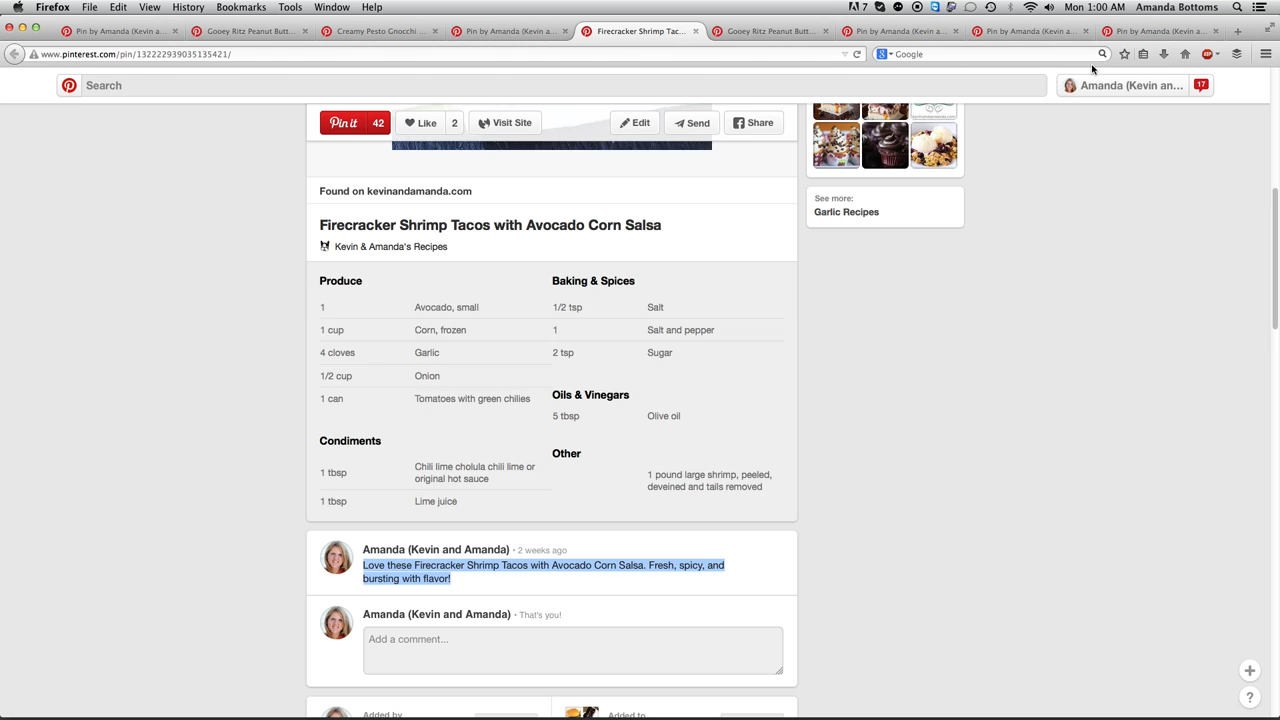 Firefox File Edit View History Bookmarks Tools Window Help 7 Mon 1:00 AM Amanda Bottoms
Pin by Amanda (Kevin a... Gooey Ritz Peanut Butt... Creamy Pesto Gnocchi ... Pin by Amanda (Kevin an... Firecracker Shrimp Tac... Gooey Ritz Peanut Butt... Pin by Amanda (Kevin a... Pin by Amanda (Kevin a... Pin by Amanda (Kevin a...
www.pinterest.com/pin/132222939035135421/ Google
Search Amanda (Kevin an... 17
Pin it 42 Like 2 Visit Site Edit Send Share
Found on kevinandamanda.com
Firecracker Shrimp Tacos with Avocado Corn Salsa
Kevin & Amanda's Recipes
Produce
1 Avocado, small
1 cup Corn, frozen
4 cloves Garlic
1/2 cup Onion
1 can Tomatoes with green chilies
Condiments
1 tbsp Chili lime cholula chili lime or
original hot sauce
1 tbsp Lime juice
Baking & Spices
1/2 tsp Salt
1 Salt and pepper
2 tsp Sugar
Oils & Vinegars
5 tbsp Olive oil
Other
1 pound large shrimp, peeled,
deveined and tails removed
See more:
Garlic Recipes
Amanda (Kevin and Amanda) • 2 weeks ago
Love these Firecracker Shrimp Tacos with Avocado Corn Salsa. Fresh, spicy, and
bursting with flavor!
Amanda (Kevin and Amanda) • That's you!
Add a comment...
Added by Added to
+
?